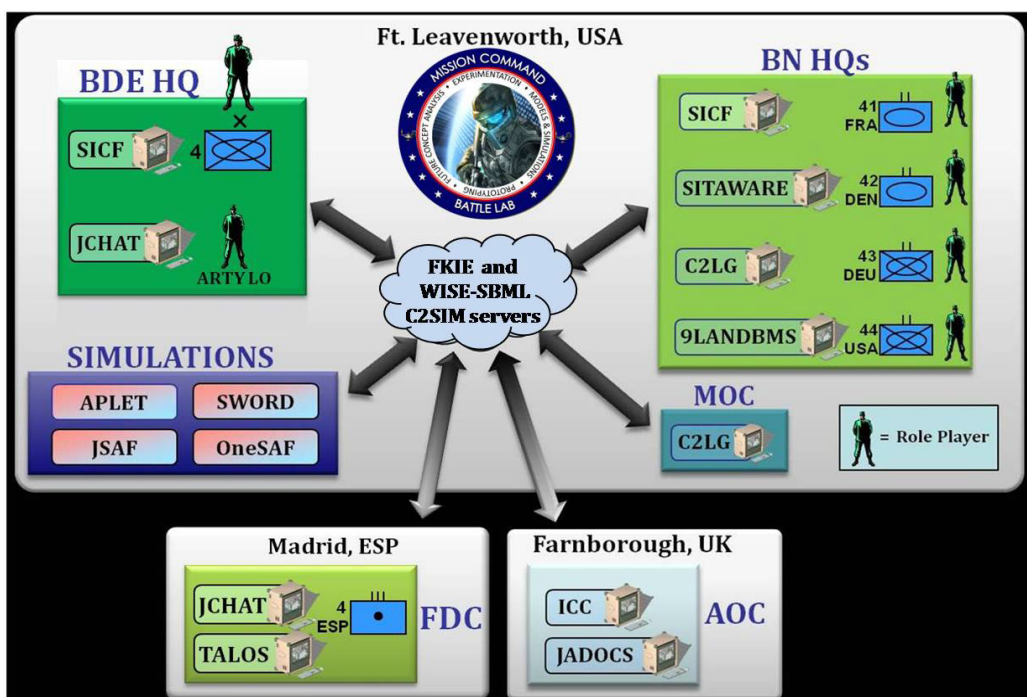 Ft. Leavenworth, USA
BDE HQ
SICF
4
JCHAT
ARTY LO
MISSION COMMAND
FUTURE CONCEPT ANALYSIS • EXPERIMENTATION • MODELS & SIMULATIONS • PROTOTYPING
BATTLE LAB
BN HQs
SICF
41
FRA
SITAWARE
42
DEN
C2LG
43
DEU
9LANDBMS
44
USA
FKIE and
WISE-SBML
C2SIM servers
SIMULATIONS
APLET
SWORD
JSAF
OneSAF
MOC
C2LG
= Role Player
Madrid, ESP
JCHAT
4
ESP
TALOS
FDC
Farnborough, UK
ICC
JADOCS
AOC